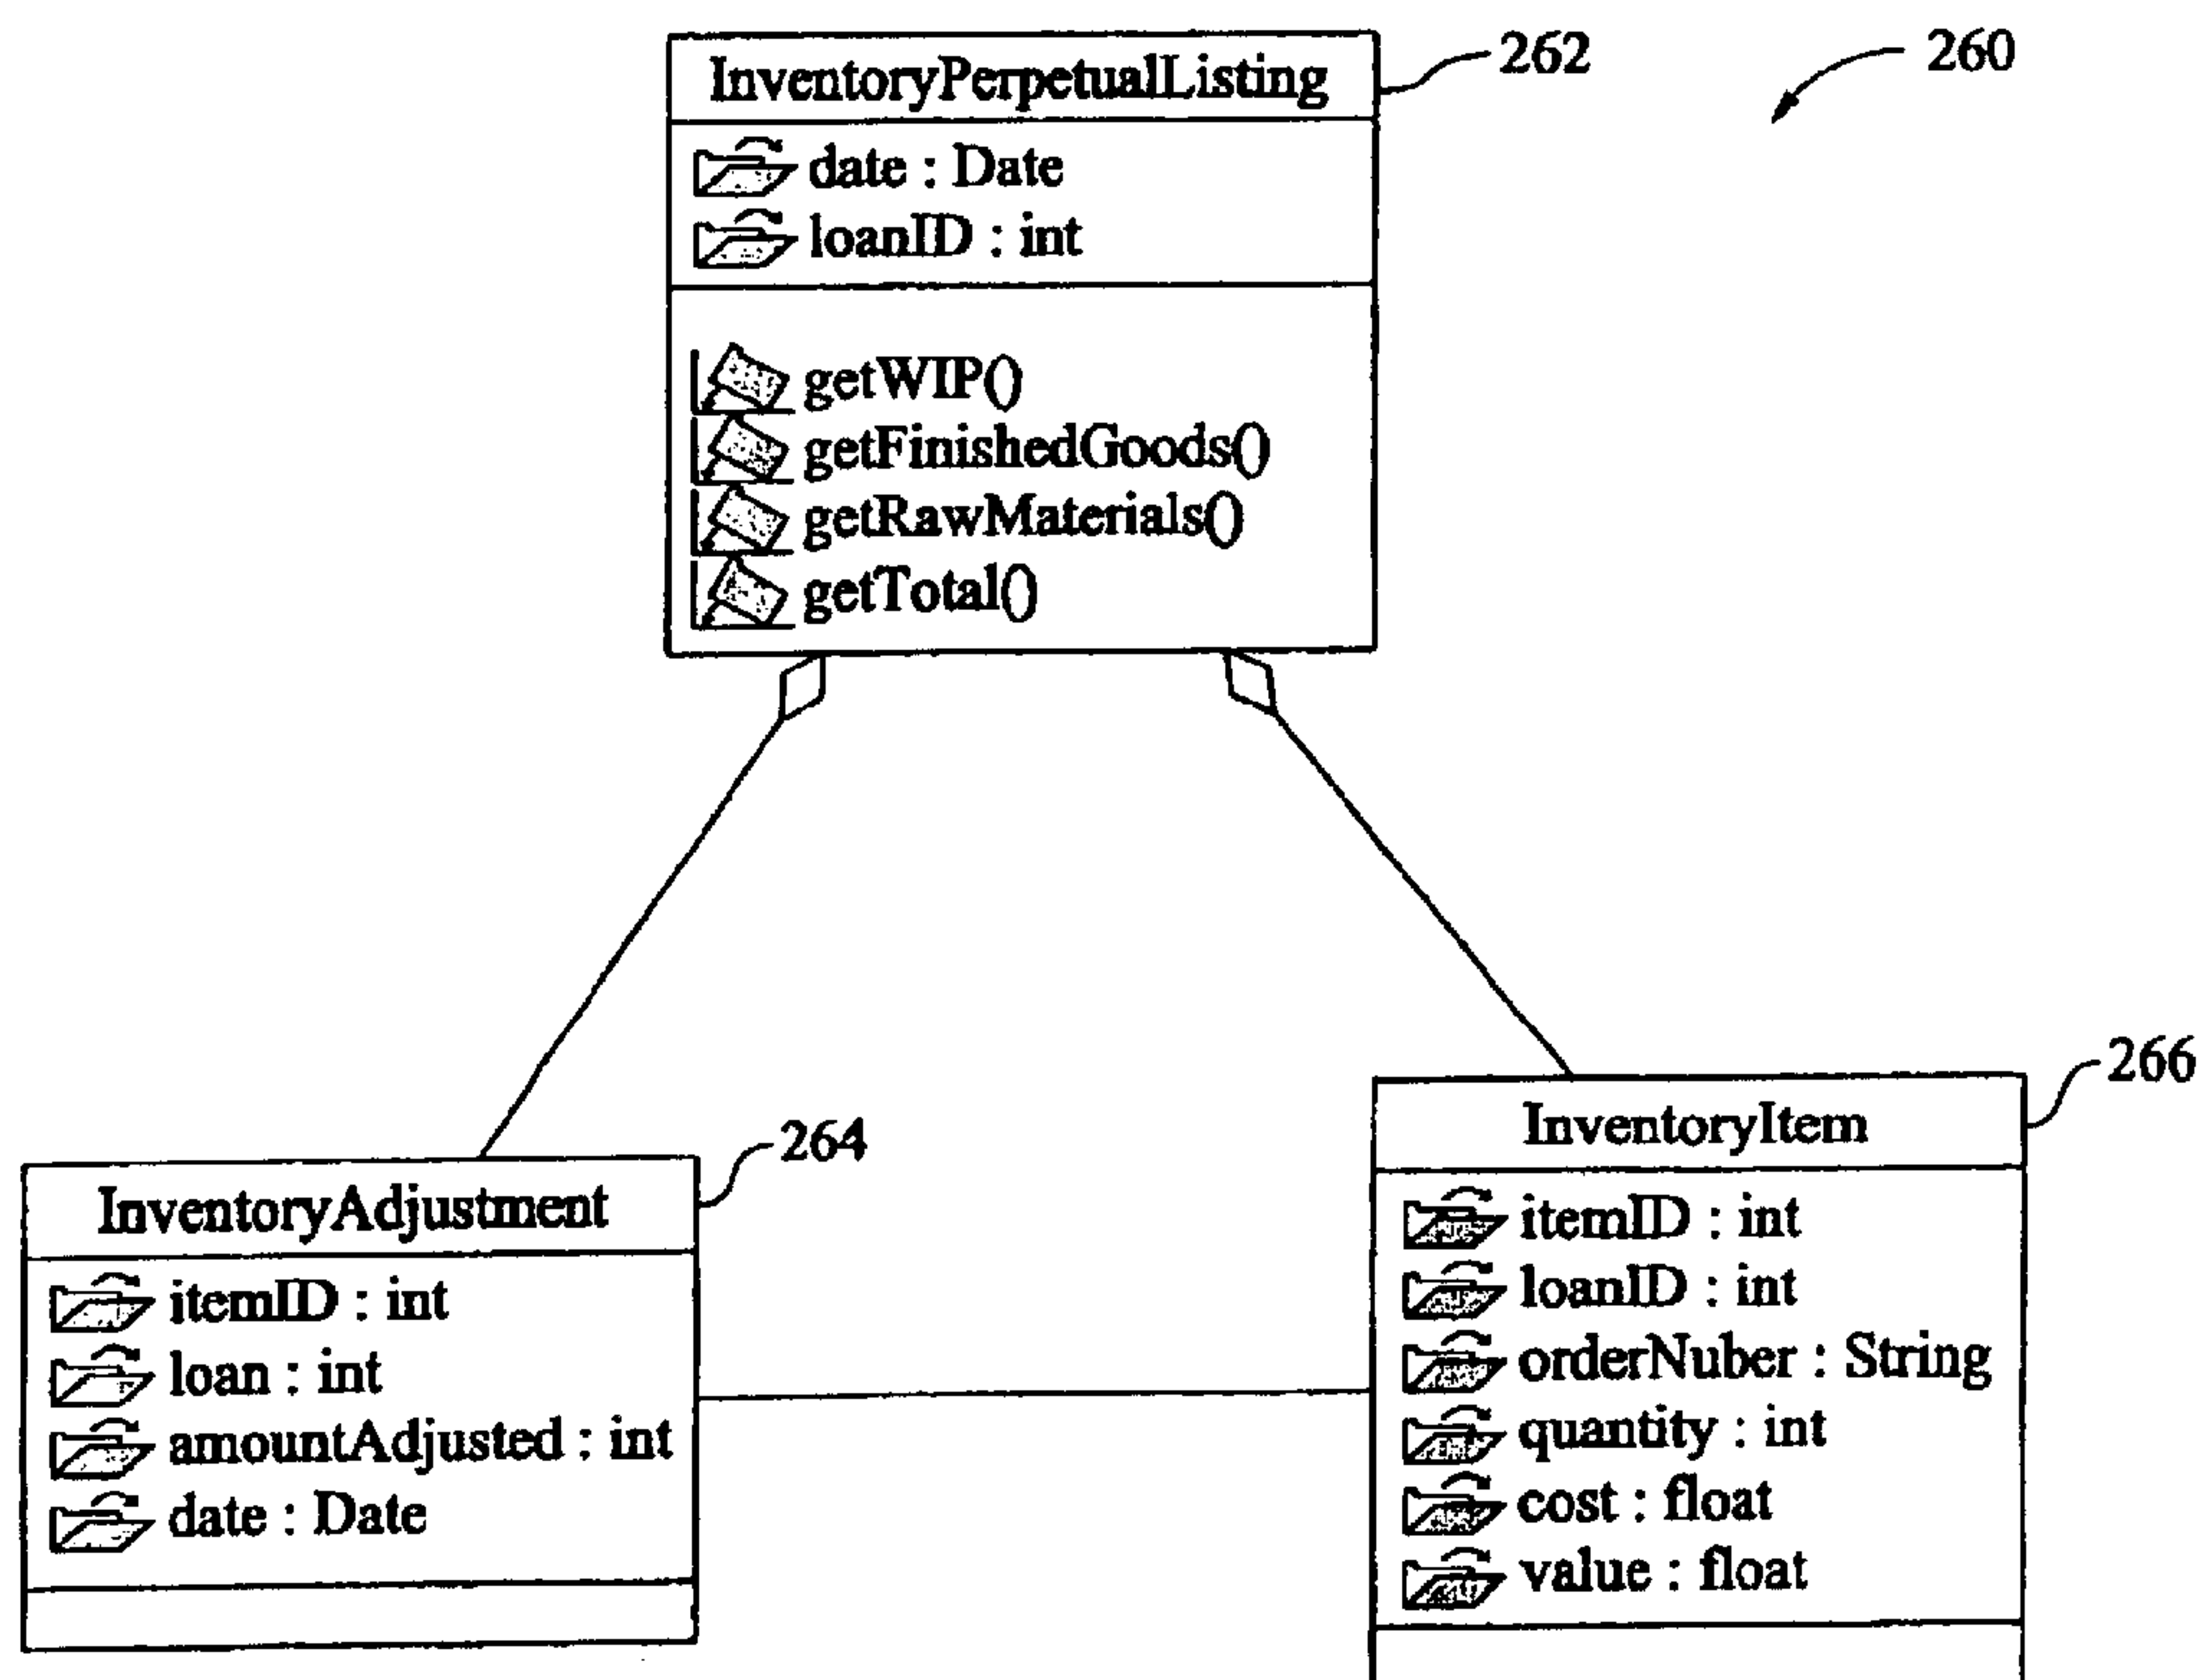 InventoryPerpetualListing
262
260
date : Date
loanID : int
getWIP()
getFinishedGoods()
getRawMaterials()
getTotal()
264
InventoryAdjustment
itemID : int
loan : int
amountAdjusted : int
date : Date
266
InventoryItem
itemID : int
loanID : int
orderNuber : String
quantity : int
cost : float
value : float